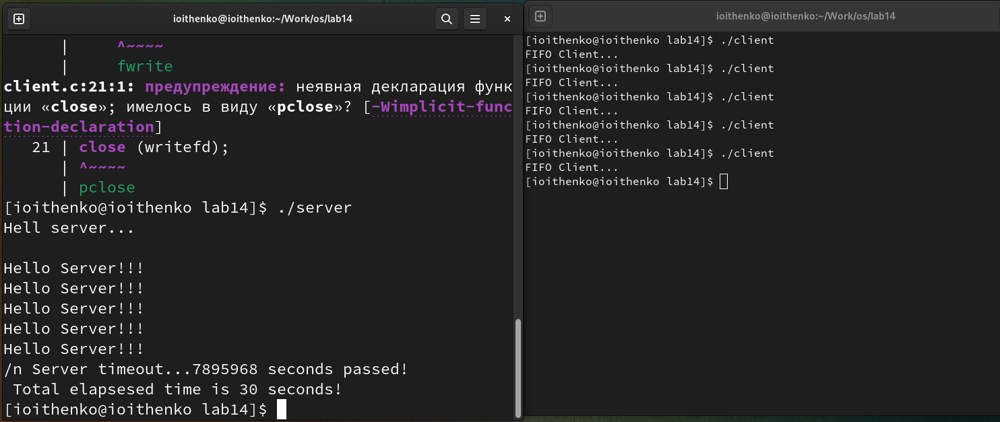 ioithenko@ioithenko:~/Work/os/lab14
| ^~~~~
| fwrite
client.c:21:1: предупреждение: неявная декларация функ
ции «close»; имелось в виду «pclose»? [-Wimplicit-func
tion-declaration]
21 | close (writefd);
| ^~~~~
| pclose
[ioithenko@ioithenko lab14]$ ./server
Hell server...
Hello Server!!!
Hello Server!!!
Hello Server!!!
Hello Server!!!
Hello Server!!!
/n Server timeout...7895968 seconds passed!
Total elapsesed time is 30 seconds!
[ioithenko@ioithenko lab14]$
ioithenko@ioithenko:~/Work/os/lab14
[ioithenko@ioithenko lab14]$ ./client
FIFO Client...
[ioithenko@ioithenko lab14]$ ./client
FIFO Client...
[ioithenko@ioithenko lab14]$ ./client
FIFO Client...
[ioithenko@ioithenko lab14]$ ./client
FIFO Client...
[ioithenko@ioithenko lab14]$ ./client
FIFO Client...
[ioithenko@ioithenko lab14]$